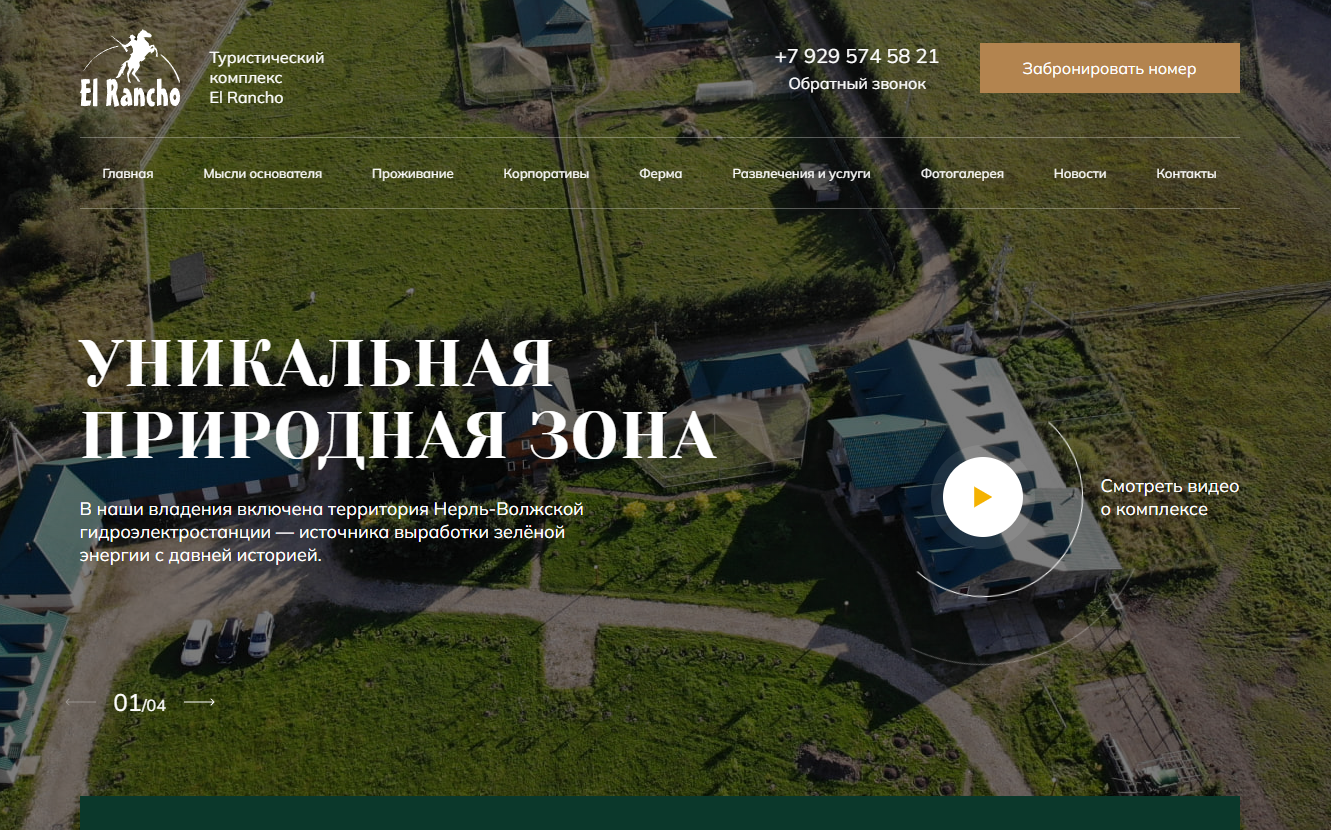 El Rancho
Туристический
комплекс
El Rancho
+7 929 574 58 21
Обратный звонок
Забронировать номер
Главная
Мысли основателя
Проживание
Корпоративы
Ферма
Развлечения и услуги
Фотогалерея
Новости
Контакты
УНИКАЛЬНАЯ
ПРИРОДНАЯ ЗОНА
В наши владения включена территория Нерль-Волжской
гидроэлектростанции — источника выработки зелёной
энергии с давней историей.
Смотреть видео
о комплексе
01/04